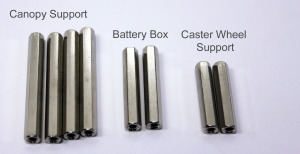 Canopy Support
Battery Box
Caster Wheel
Support